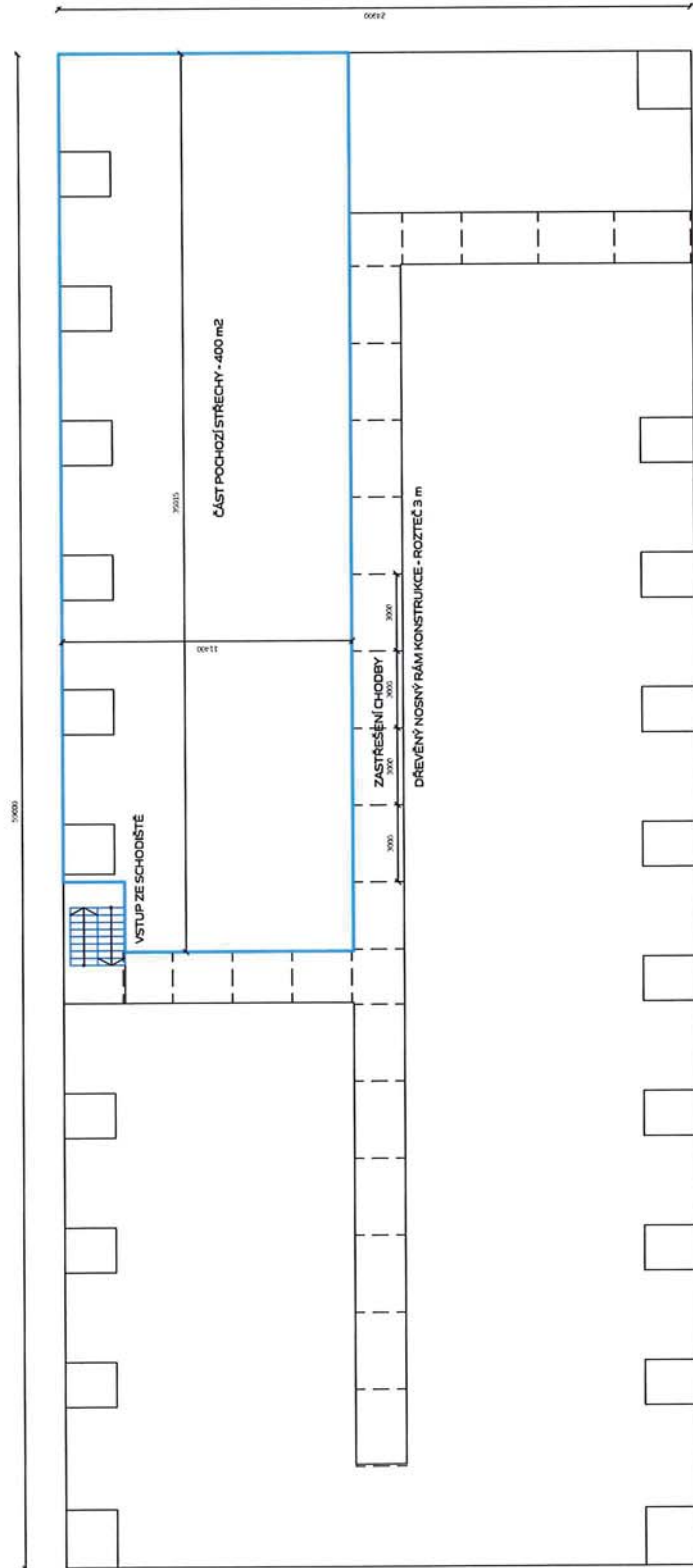 24900
59000
35015
ČÁST POCHOZÍ STŘECHY - 400 m2
11400
VSTUP ZE SCHODIŠTĚ
ZASTŘEŠENÍ CHODBY
3000
3000
3000
3000
DŘEVĚNÝ NOSNÝ RÁM KONSTRUKCE - ROZTEČ 3 m